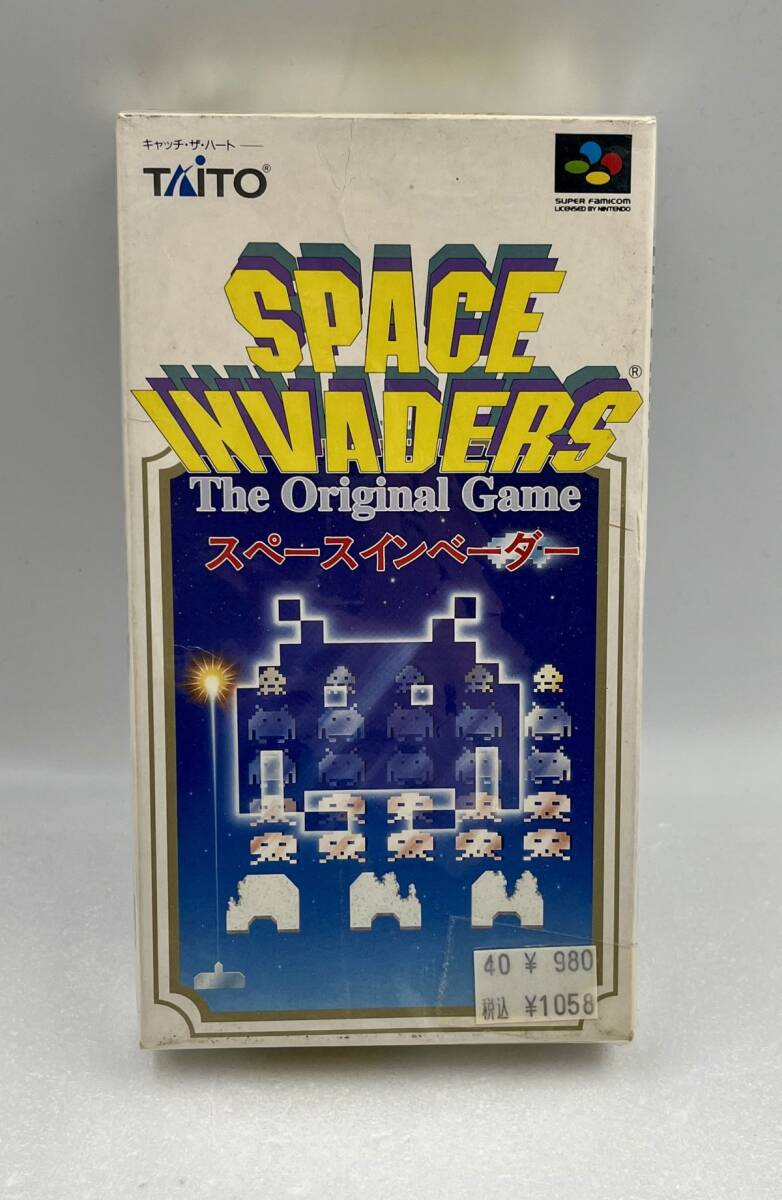 キャッチ・ザ・ハート
TAITO®
SUPER FAMICOM
LICENSED BY NINTENDO
SPACE
INVADERS®
The Original Game
スペースインベーダー
40 ¥ 980
税込 ¥1058